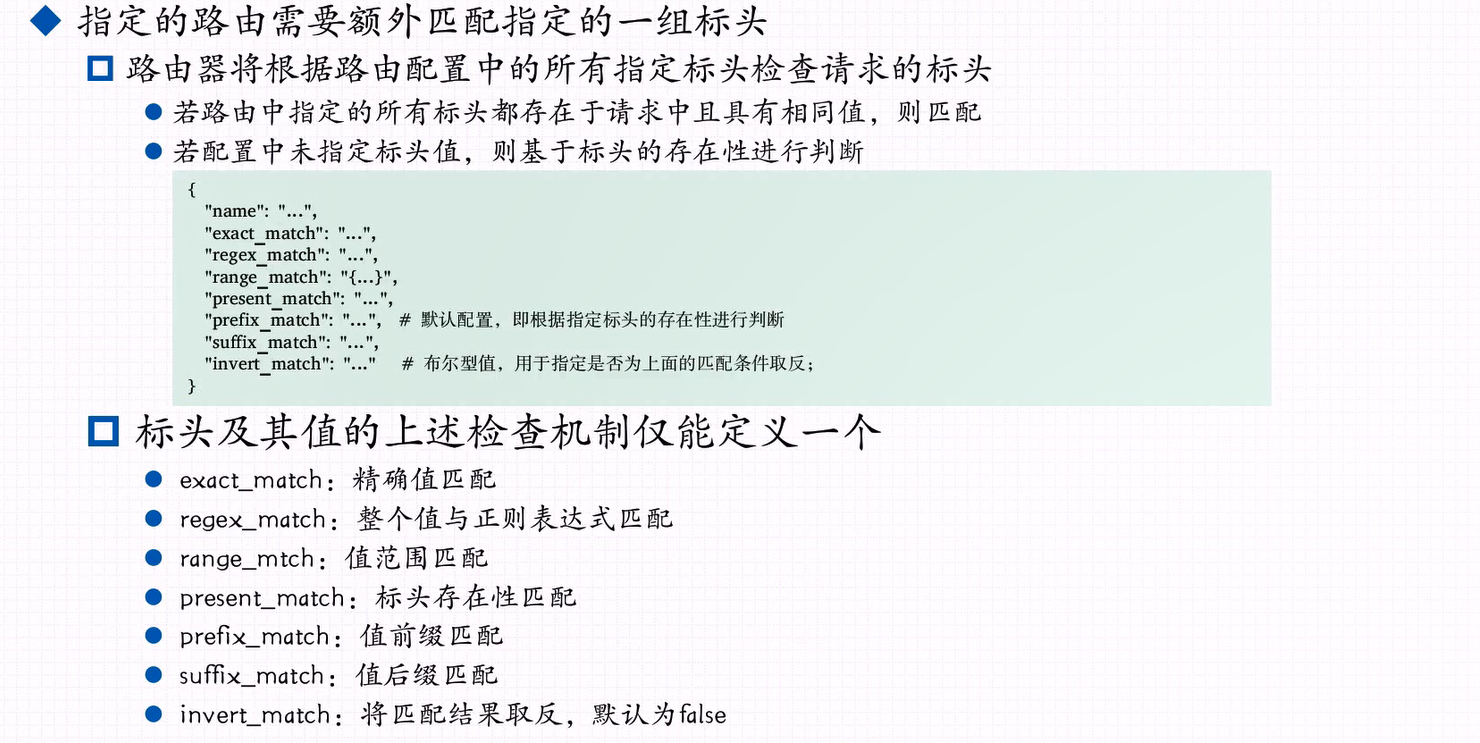 指定的路由需要额外匹配指定的一组标头
路由器将根据路由配置中的所有指定标头检查请求的标头
若路由中指定的所有标头都存在于请求中且具有相同值，则匹配
若配置中未指定标头值，则基于标头的存在性进行判断
{
"name": "...",
"exact_match": "...",
"regex_match": "...",
"range_match": "{...}",
"present_match": "...",
"prefix_match": "...", # 默认配置，即根据指定标头的存在性进行判断
"suffix_match": "...",
"invert_match": "..." # 布尔型值，用于指定是否为上面的匹配条件取反；
}
标头及其值的上述检查机制仅能定义一个
exact_match：精确值匹配
regex_match：整个值与正则表达式匹配
range_mtch：值范围匹配
present_match：标头存在性匹配
prefix_match：值前缀匹配
suffix_match：值后缀匹配
invert_match：将匹配结果取反，默认为false